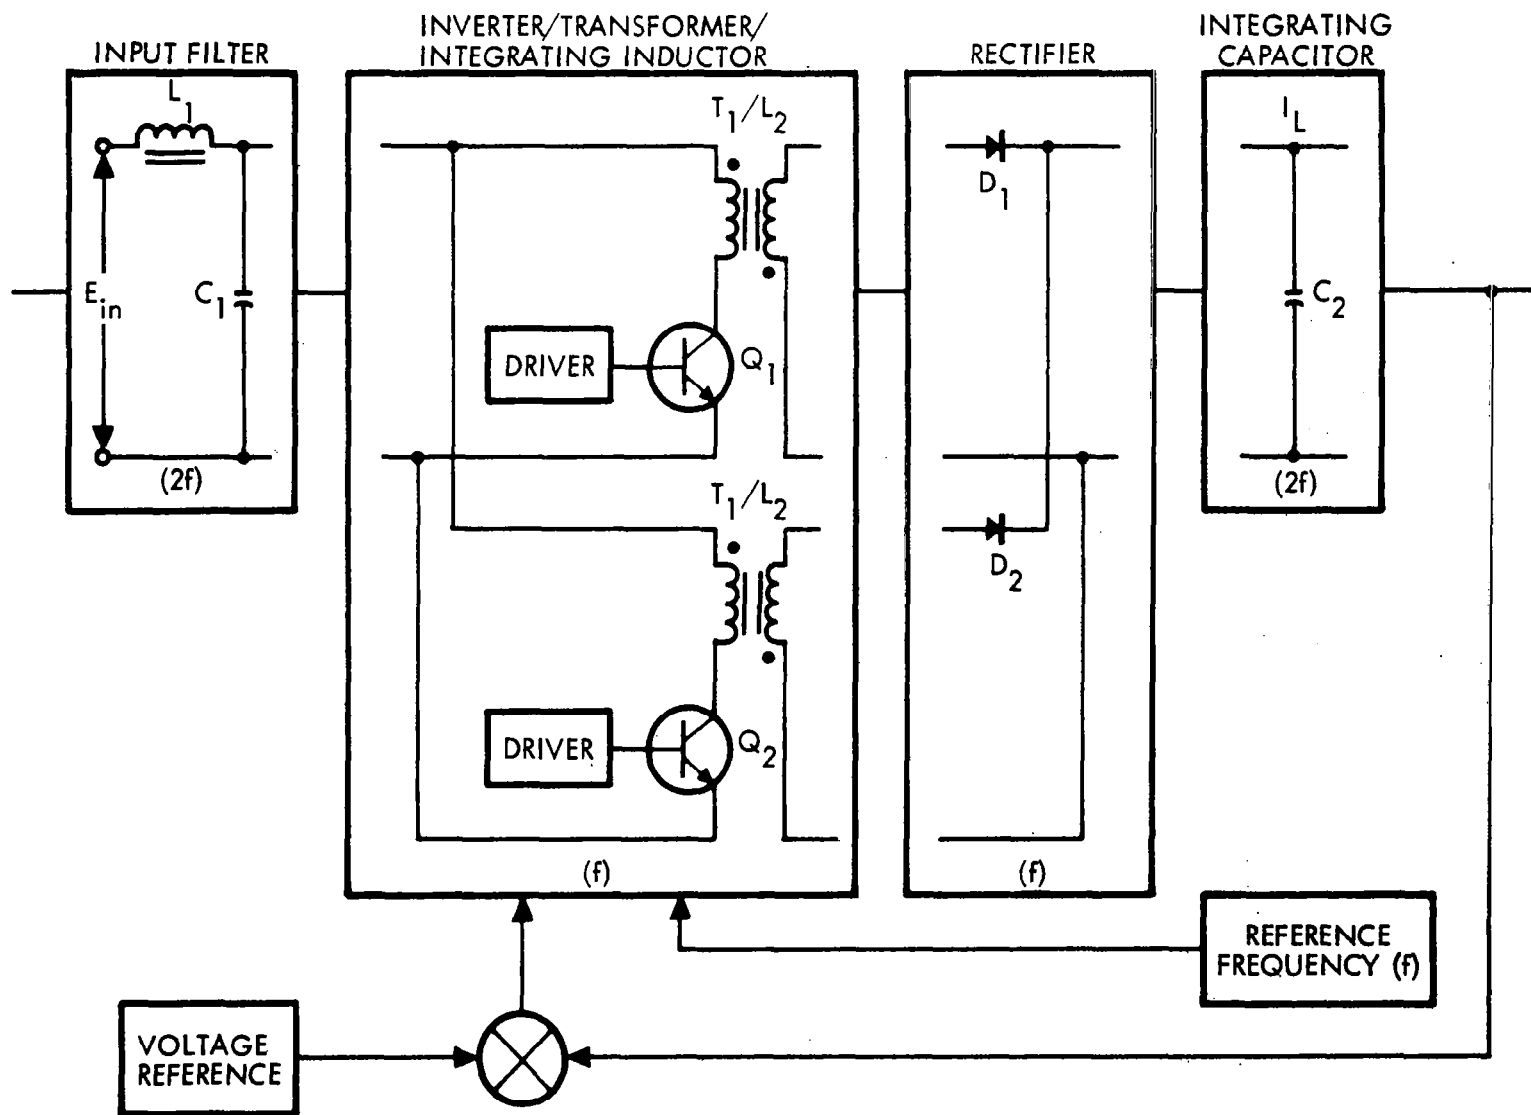 INPUT FILTER
L1
Ein
C1
(2f)
INVERTER/TRANSFORMER/
INTEGRATING INDUCTOR
T1/L2
DRIVER
Q1
T1/L2
DRIVER
Q2
(f)
RECTIFIER
D1
D2
(f)
INTEGRATING
CAPACITOR
IL
C2
(2f)
REFERENCE
FREQUENCY (f)
VOLTAGE
REFERENCE